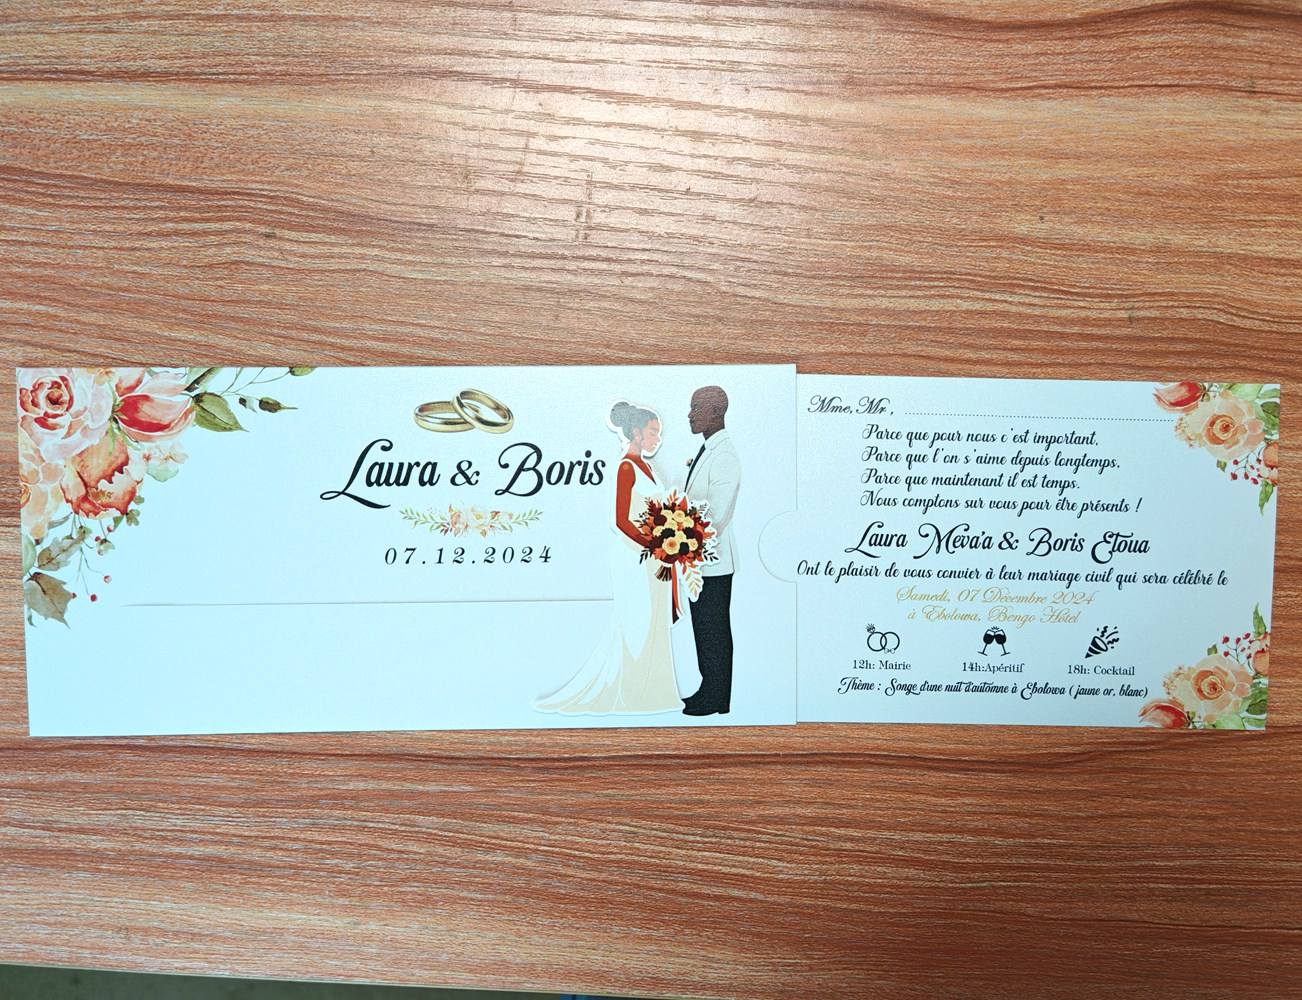 Laura & Boris
07.12.2024
Mme, Mr , ........................................
Parce que pour nous c'est important,
Parce que l'on s'aime depuis longtemps,
Parce que maintenant il est temps.
Nous comptons sur vous pour être présents !
Laura Meva'a & Boris Etoua
Ont le plaisir de vous convier à leur mariage civil qui sera célébré le
Samedi, 07 Décembre 2024
à Ebolowa, Bengo Hôtel
12h: Mairie 14h:Apéritif 18h: Cocktail
Thème : Songe d'une nuit d'automne à Ebolowa ( jaune or, blanc)